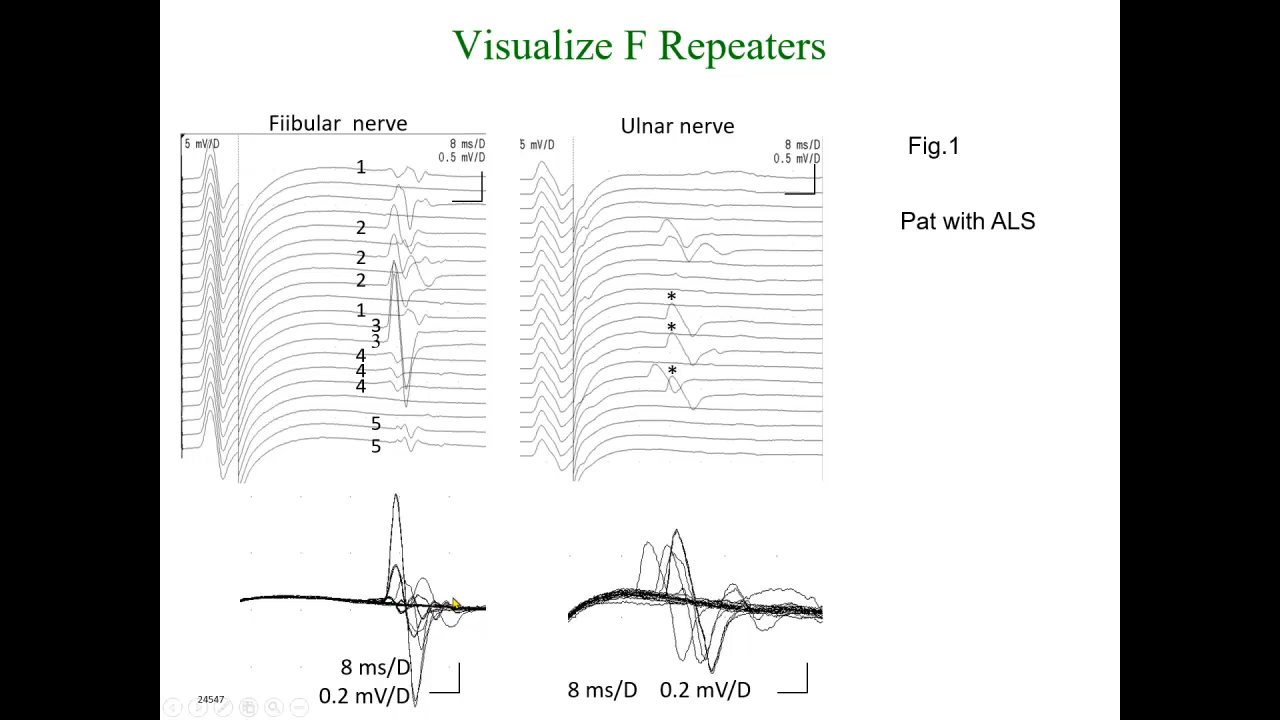 Visualize F Repeaters
Fiibular nerve
Ulnar nerve
Fig.1
Pat with ALS
5 mV/D
8 ms/D
0.5 mV/D
5 mV/D
8 ms/D
0.5 mV/D
1
2
2
2
1
3
3
4
4
4
5
5
*
*
*
8 ms/D
0.2 mV/D
8 ms/D 0.2 mV/D
24547